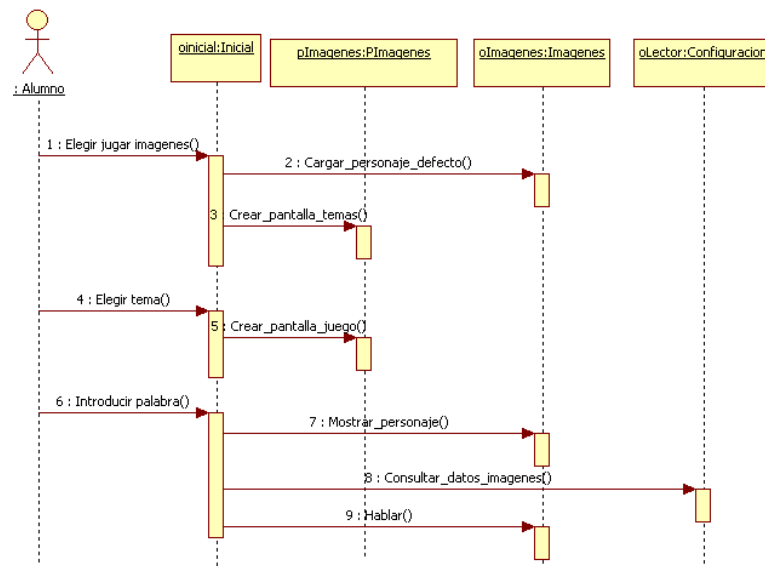 oinicial:Inicial
pImagenes:PImagenes
oImagenes:Imagenes
oLector:Configuracion
: Alumno
1 : Elegir jugar imagenes()
2 : Cargar_personaje_defecto()
3 : Crear_pantalla_temas()
4 : Elegir tema()
5 : Crear_pantalla_juego()
6 : Introducir palabra()
7 : Mostrar_personaje()
8 : Consultar_datos_imagenes()
9 : Hablar()